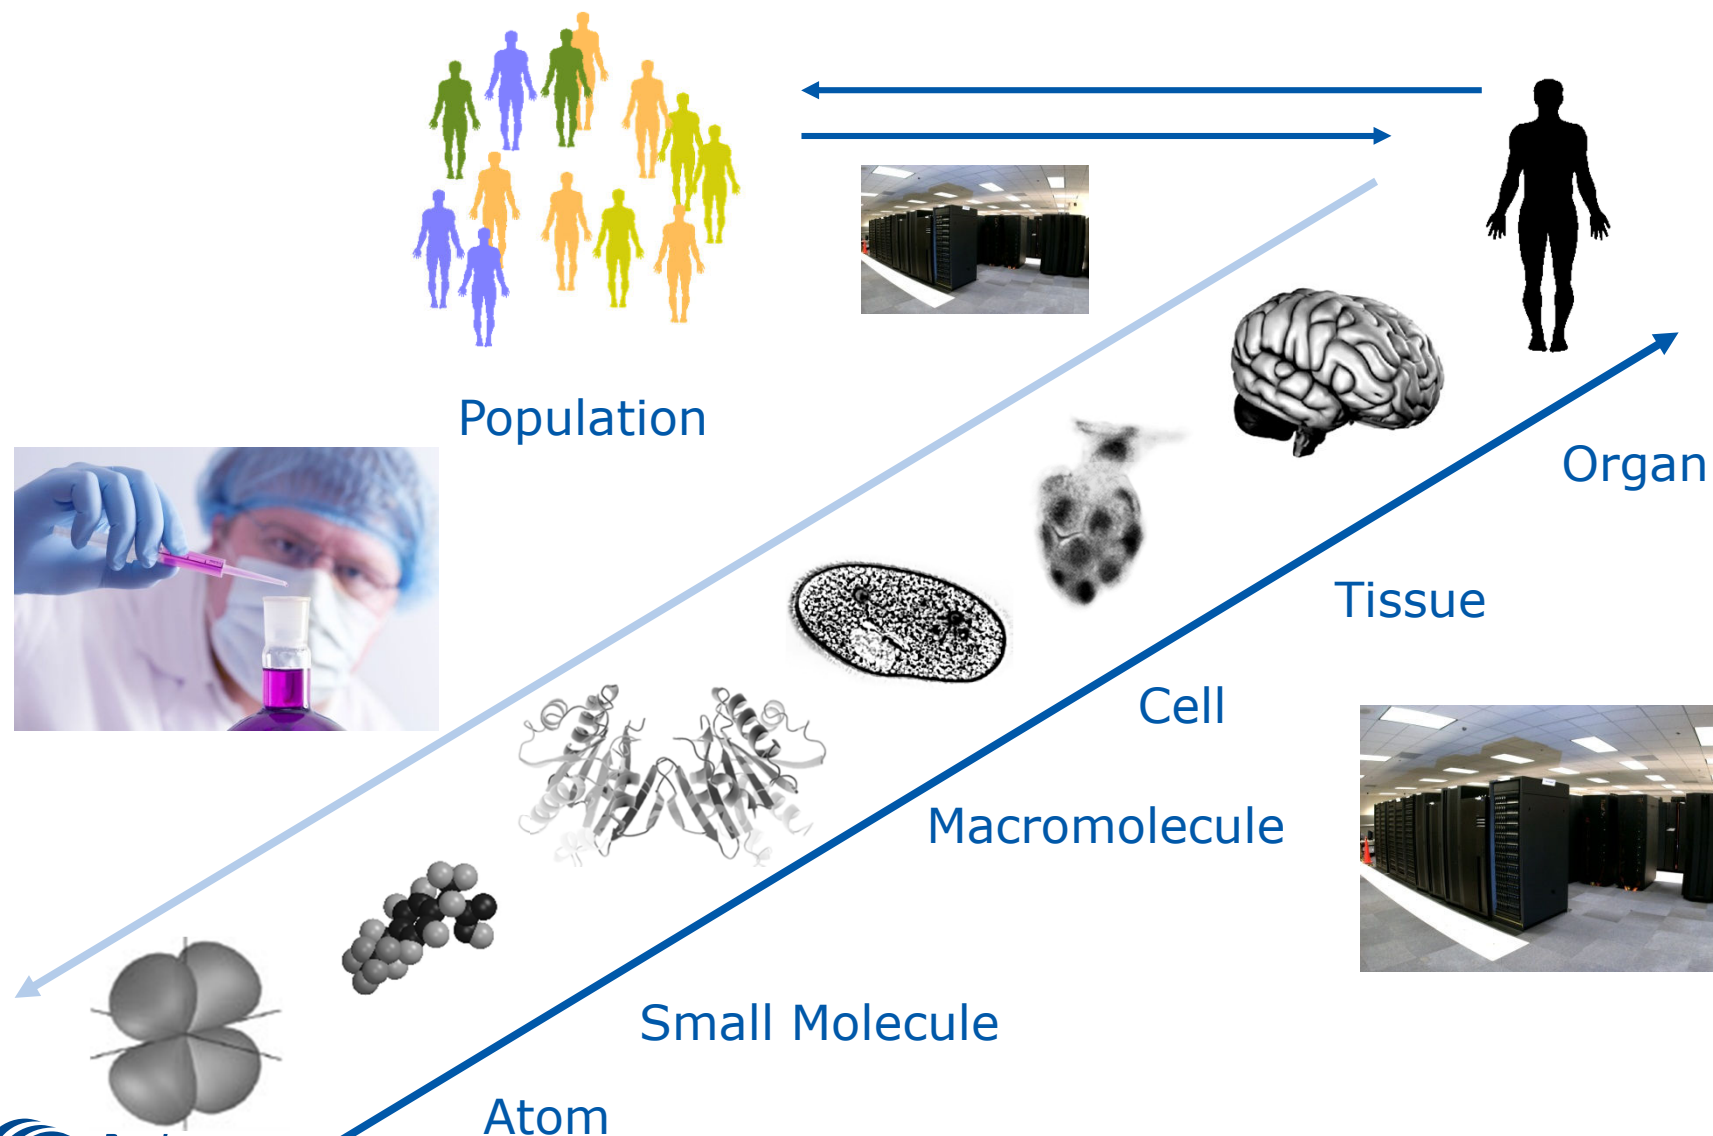 Population
Organ
Tissue
Cell
Macromolecule
Small Molecule
Atom